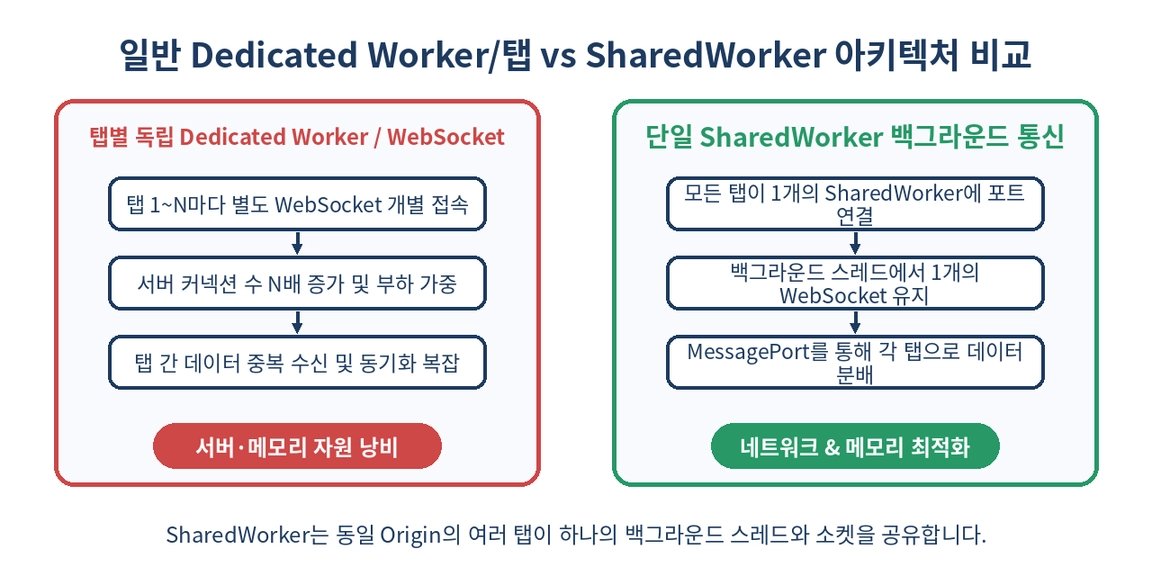 일반 Dedicated Worker/탭 vs SharedWorker 아키텍처 비교
탭별 독립 Dedicated Worker / WebSocket
탭 1~N마다 별도 WebSocket 개별 접속
서버 커넥션 수 N배 증가 및 부하 가중
탭 간 데이터 중복 수신 및 동기화 복잡
서버·메모리 자원 낭비
단일 SharedWorker 백그라운드 통신
모든 탭이 1개의 SharedWorker에 포트
연결
백그라운드 스레드에서 1개의
WebSocket 유지
MessagePort를 통해 각 탭으로 데이터
분배
네트워크 & 메모리 최적화
SharedWorker는 동일 Origin의 여러 탭이 하나의 백그라운드 스레드와 소켓을 공유합니다.